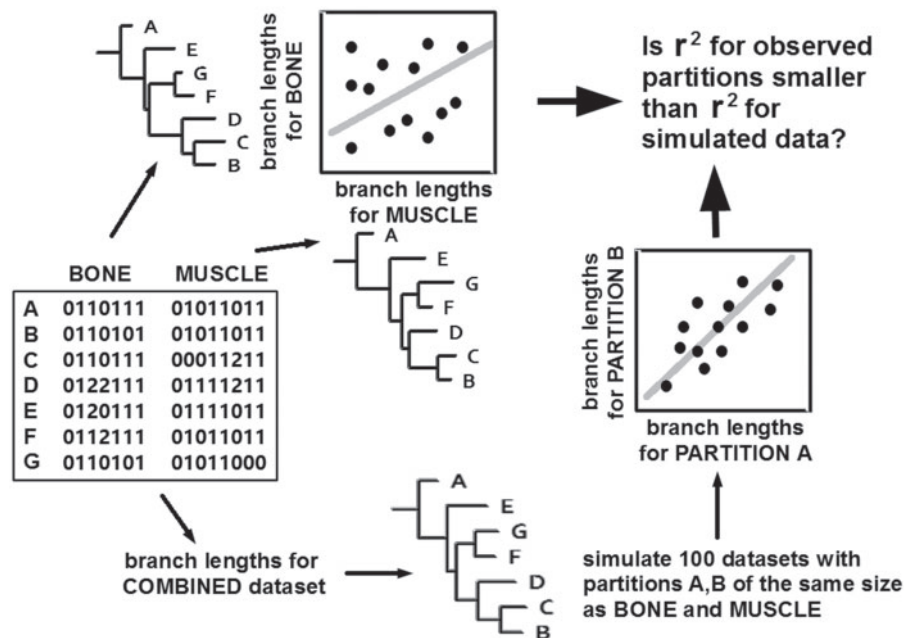 A
E
G
F
D
C
B
branch lengths
for BONE
branch lengths
for MUSCLE
Is r² for observed
partitions smaller
than r² for
simulated data?
A
E
G
F
D
C
B
BONE MUSCLE
A 0110111 01011011
B 0110101 01011011
C 0110111 00011211
D 0122111 01111211
E 0120111 01111011
F 0112111 01011011
G 0110101 01011000
branch lengths
for PARTITION B
branch lengths
for PARTITION A
branch lengths for
COMBINED dataset
A
E
G
F
D
C
B
simulate 100 datasets with
partitions A,B of the same size
as BONE and MUSCLE